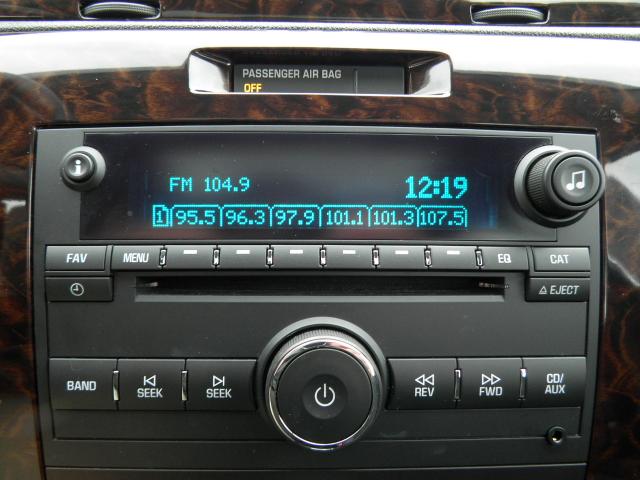 PASSENGER AIR BAG
OFF
i
FM 104.9 12:19
1 95.5 96.3 97.9 101.1 101.3 107.5
FAV MENU EQ CAT
EJECT
BAND SEEK SEEK REV FWD CD/
AUX